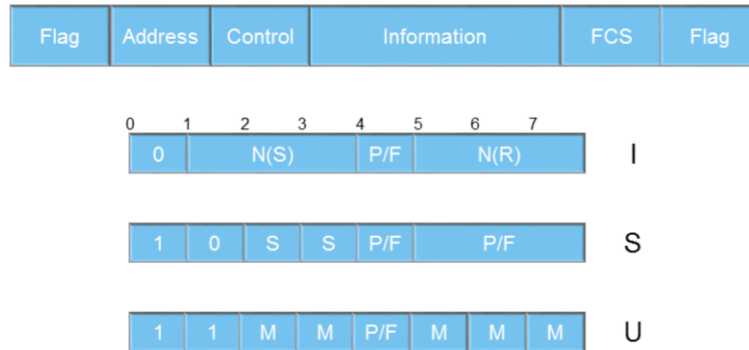 Flag Address Control Information FCS Flag
0 1 2 3 4 5 6 7
0 N(S) P/F N(R) I
1 0 S S P/F P/F S
1 1 M M P/F M M M U